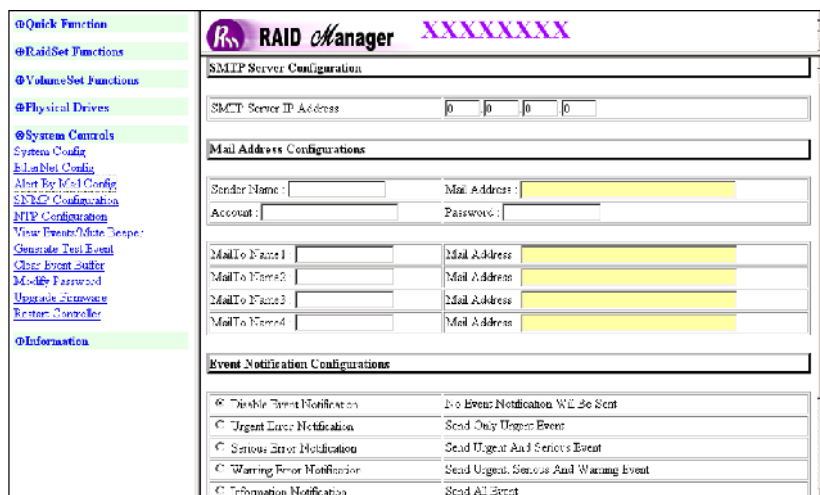 Quick Function
RaidSet Functions
VolumeSet Functions
Physical Drives
System Controls
System Config
EtherNet Config
Alert By Mail Config
SNMP Configuration
NTP Configuration
View Events/Mute Beeper
Generate Test Event
Clear Event Buffer
Modify Password
Upgrade Firmware
Restart Controller
Information
RAID Manager XXXXXXXX
SMTP Server Configuration
SMTP Server IP Address 0 .0 .0 .0
Mail Address Configurations
Sender Name : Mail Address :
Account : Password :
MailTo Name1 : Mail Address
MailTo Name2 : Mail Address
MailTo Name3 : Mail Address
MailTo Name4 : Mail Address
Event Notification Configurations
Disable Event Notification No Event Notification Will Be Sent
Urgent Error Notification Send Only Urgent Event
Serious Error Notification Send Urgent And Serious Event
Warning Error Notification Send Urgent, Serious And Warning Event
Information Notification Send All Event